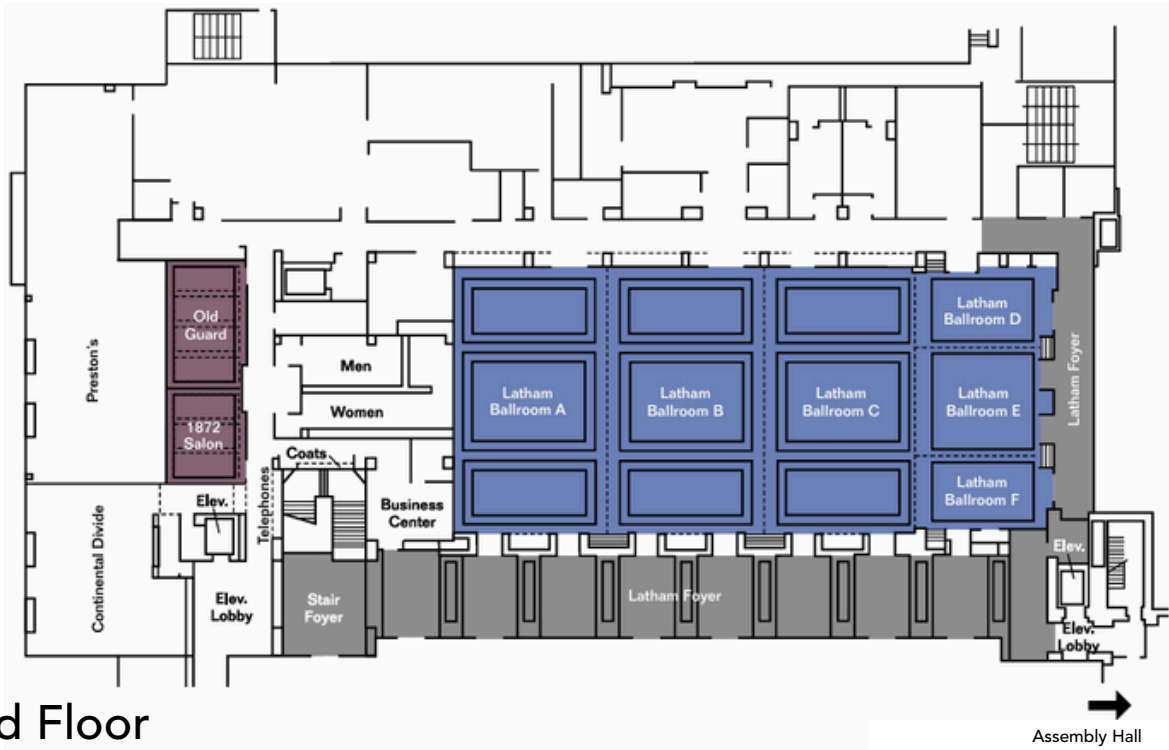 Old
Guard
1872
Salon
Preston's
Continental Divide
Elev.
Telephones
Elev.
Lobby
Men
Women
Coats
Business
Center
Stair
Foyer
Latham
Ballroom A
Latham
Ballroom B
Latham
Ballroom C
Latham
Ballroom D
Latham
Ballroom E
Latham
Ballroom F
Latham Foyer
Latham Foyer
Elev.
Elev.
Lobby
d Floor
Assembly Hall